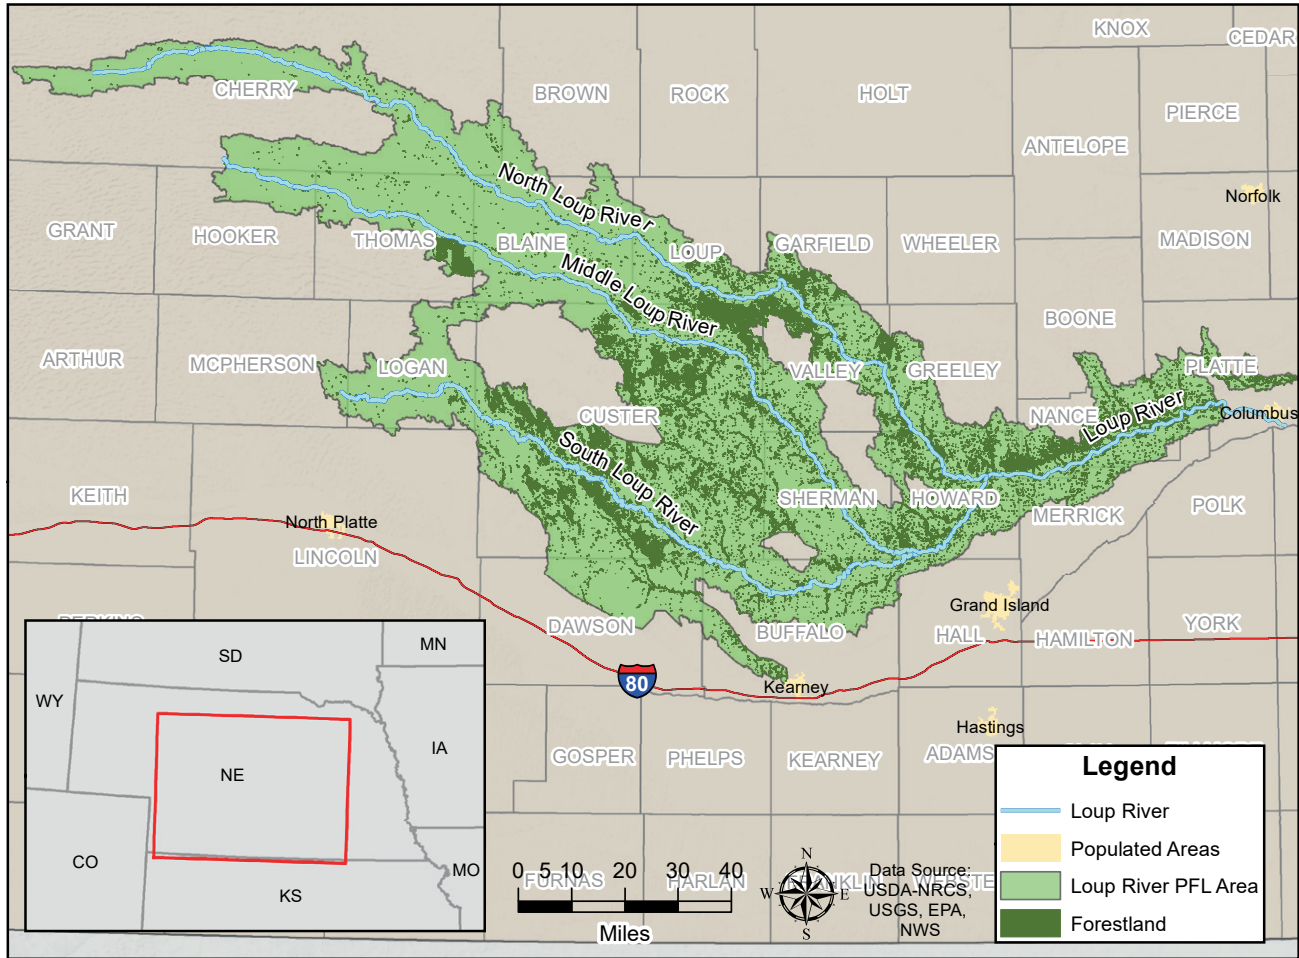 KNOX
CEDAR
CHERRY
BROWN
ROCK
HOLT
PIERCE
ANTELOPE
North Loup River
Norfolk
GRANT
HOOKER
THOMAS
BLAINE
LOUP
GARFIELD
WHEELER
MADISON
Middle Loup River
BOONE
ARTHUR
MCPHERSON
LOGAN
VALLEY
GREELEY
PLATTE
CUSTER
NANCE
Loup River
Columbus
South Loup River
KEITH
SHERMAN
HOWARD
MERRICK
POLK
North Platte
LINCOLN
PERKINS
DAWSON
BUFFALO
Grand Island
HALL
HAMILTON
YORK
80
Kearney
Hastings
GOSPER
PHELPS
KEARNEY
ADAMS
FURNAS
HARLAN
FRANKLIN
SD
MN
WY
IA
NE
CO
MO
KS
0 5 10 20 30 40
Miles
N
W
E
S
Data Source:
USDA-NRCS,
USGS, EPA,
NWS
Legend
Loup River
Populated Areas
Loup River PFL Area
Forestland